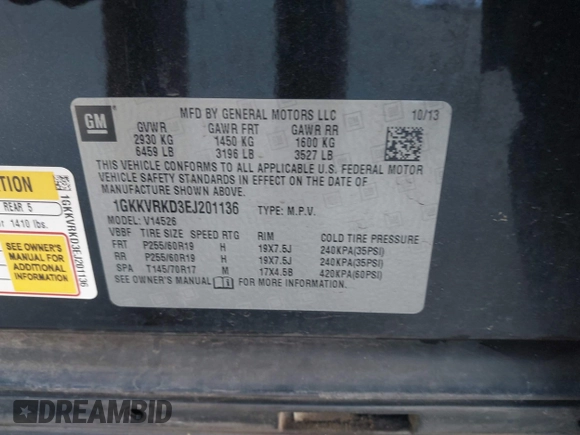 GM
MFD BY GENERAL MOTORS LLC 10/13
GVWR GAWR FRT GAWR RR
2930 KG 1450 KG 1600 KG
6459 LB 3196 LB 3527 LB
THIS VEHICLE CONFORMS TO ALL APPLICABLE U.S. FEDERAL MOTOR
VEHICLE SAFETY STANDARDS IN EFFECT ON THE DATE OF
MANUFACTURE SHOWN ABOVE.
1GKKVRKD3EJ201136 TYPE: M.P.V.
MODEL: V14526
VBBF TIRE SIZE SPEED RTG RIM COLD TIRE PRESSURE
FRT P255/60R19 H 19X7.5J 240KPA(35PSI)
RR P255/60R19 H 19X7.5J 240KPA(35PSI)
SPA T145/70R17 M 17X4.5B 420KPA(60PSI)
SEE OWNER'S MANUAL FOR MORE INFORMATION.
REAR 5
r 1410 lbs.
SEE OWNER'S
MANUAL FOR
ADDITIONAL
INFORMATION
1GKKVRKD3EJ201136
DREAMBID